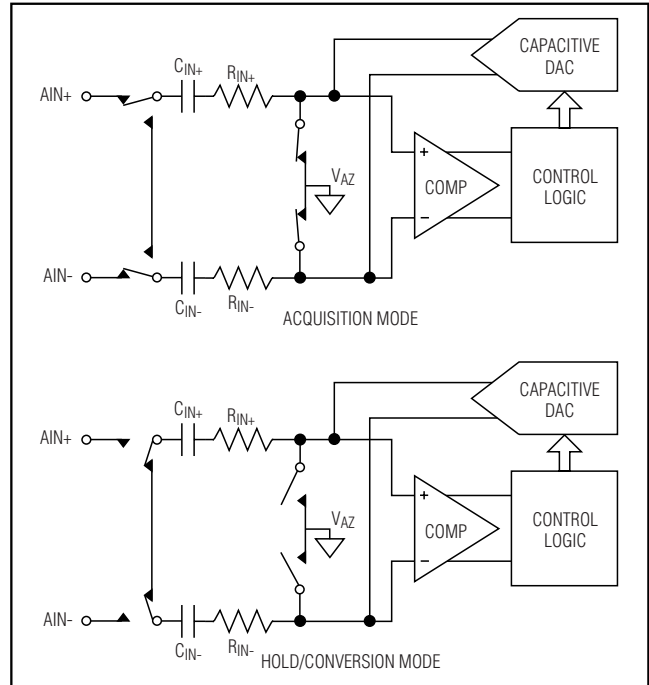 CAPACITIVE
DAC
CIN+
RIN+
AIN+
VAZ
+
COMP
−
CONTROL
LOGIC
AIN-
CIN-
RIN-
ACQUISITION MODE
CAPACITIVE
DAC
CIN+
RIN+
AIN+
VAZ
+
COMP
−
CONTROL
LOGIC
AIN-
CIN-
RIN-
HOLD/CONVERSION MODE